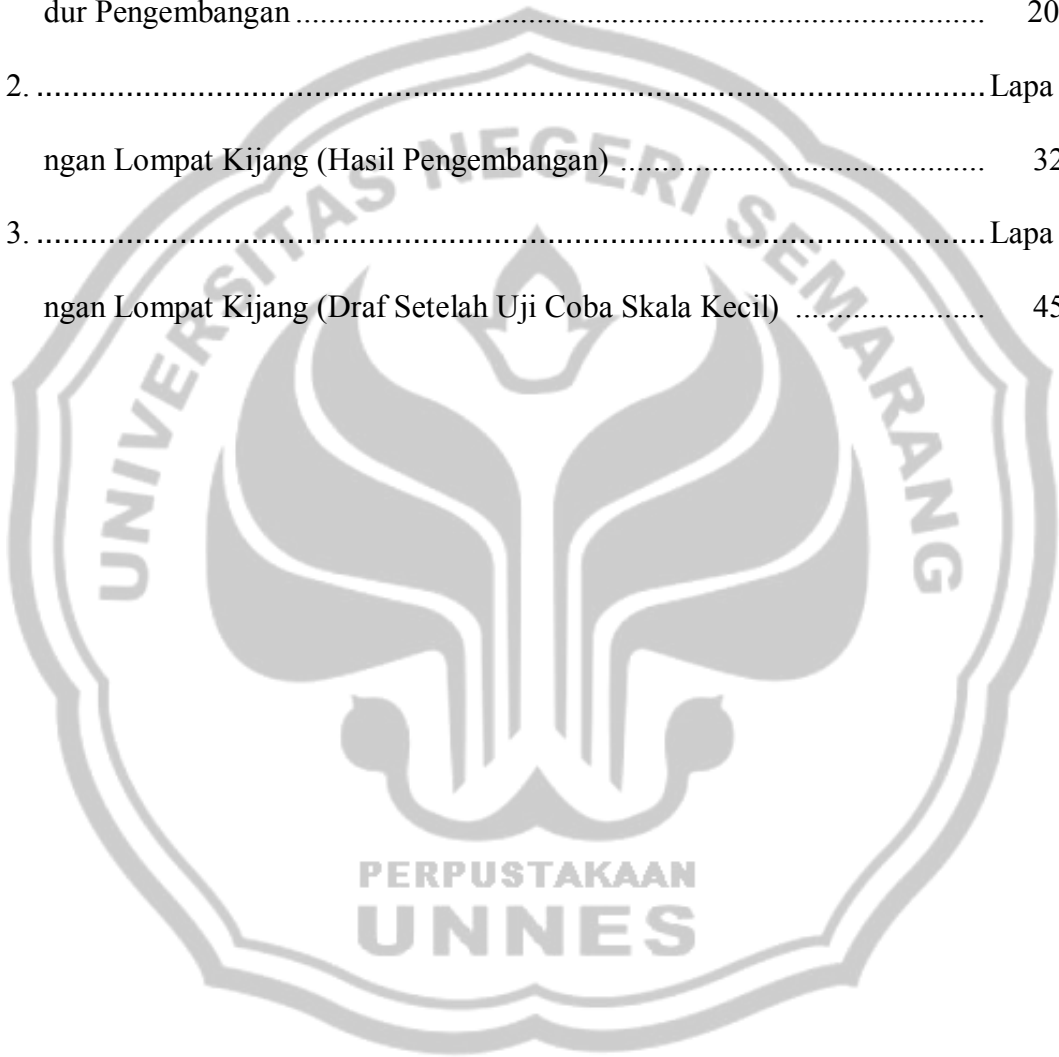 dur Pengembangan ........................................................................................ 20
2. ........................................................................................................................ Lapa
ngan Lompat Kijang (Hasil Pengembangan) ............................................... 32
3. ........................................................................................................................ Lapa
ngan Lompat Kijang (Draf Setelah Uji Coba Skala Kecil) ........................ 45
UNIVERSITAS NEGERI SEMARANG
PERPUSTAKAAN
UNNES